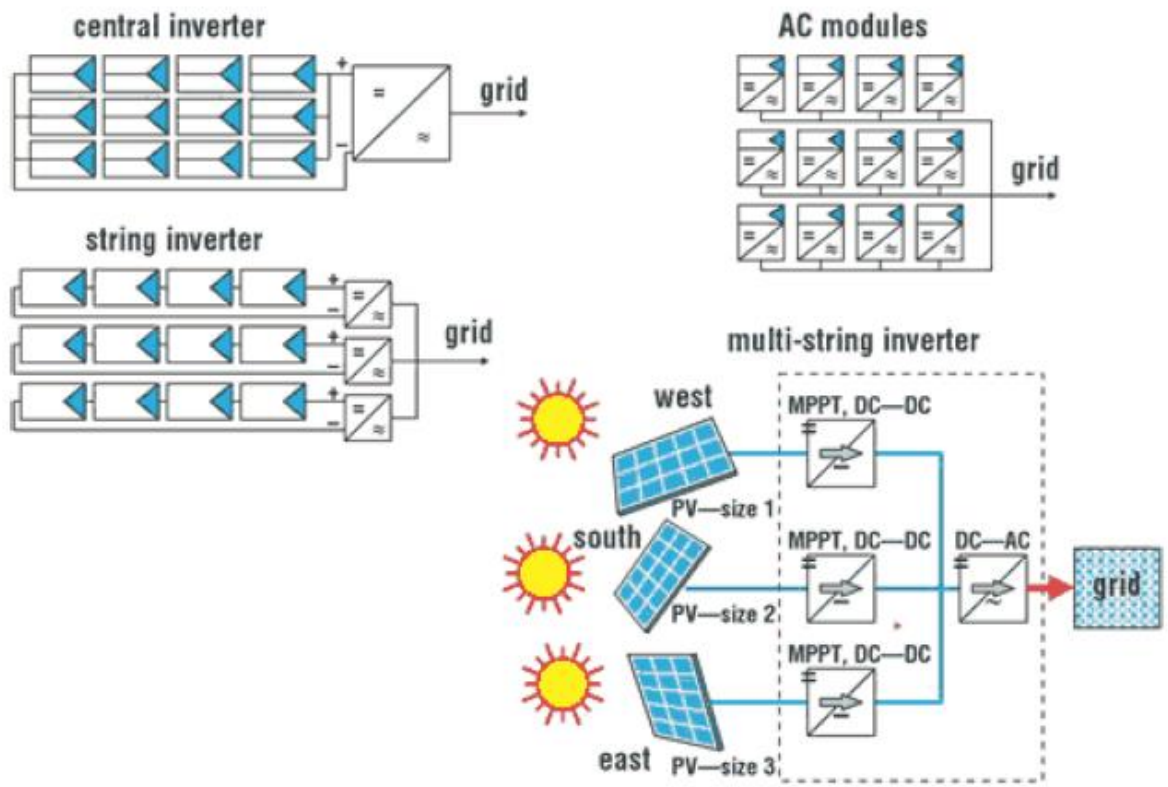 central inverter
+
=
grid
−
≈
AC modules
= ≈ = ≈ = ≈ = ≈
= ≈ = ≈ = ≈ = ≈
grid
= ≈ = ≈ = ≈ = ≈
string inverter
+
=
−
≈
+
=
grid
−
≈
+
=
−
≈
multi-string inverter
west
MPPT, DC—DC
=
−
PV—size 1
south
MPPT, DC—DC
DC—AC
=
=
−
~
grid
PV—size 2
MPPT, DC—DC
=
−
east
PV—size 3